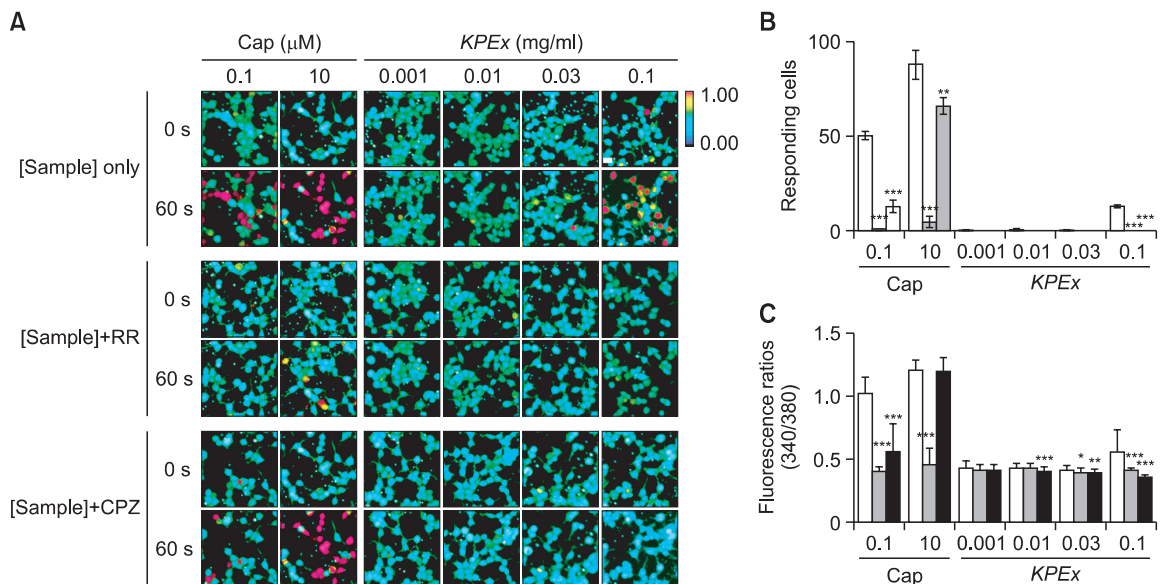 A
Cap (μM)
KPEx (mg/ml)
0.1 10 0.001 0.01 0.03 0.1
1.00
0.00
[Sample] only
0 s
60 s
[Sample]+RR
0 s
60 s
[Sample]+CPZ
0 s
60 s
B
Responding cells
100
50
0
***
***
***
**
***
***
0.1 10 0.001 0.01 0.03 0.1
Cap KPEx
C
Fluorescence ratios
(340/380)
1.5
1.0
0.5
0
***
***
***
***
*
**
***
***
0.1 10 0.001 0.01 0.03 0.1
Cap KPEx